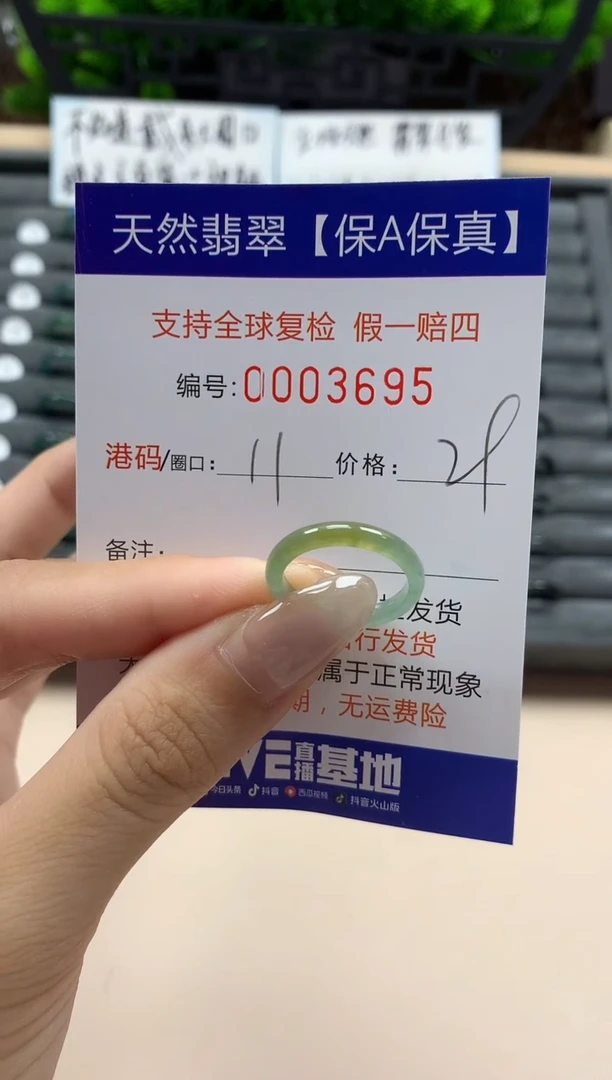 天然翡翠【保A保真】
支持全球复检 假一赔四
编号:0003695
港码/圈口: 11 价格:
备注:
发货
行发货
属于正常现象
期，无运费险
VE直播基地
今日头条 抖音 西瓜视频 抖音火山版